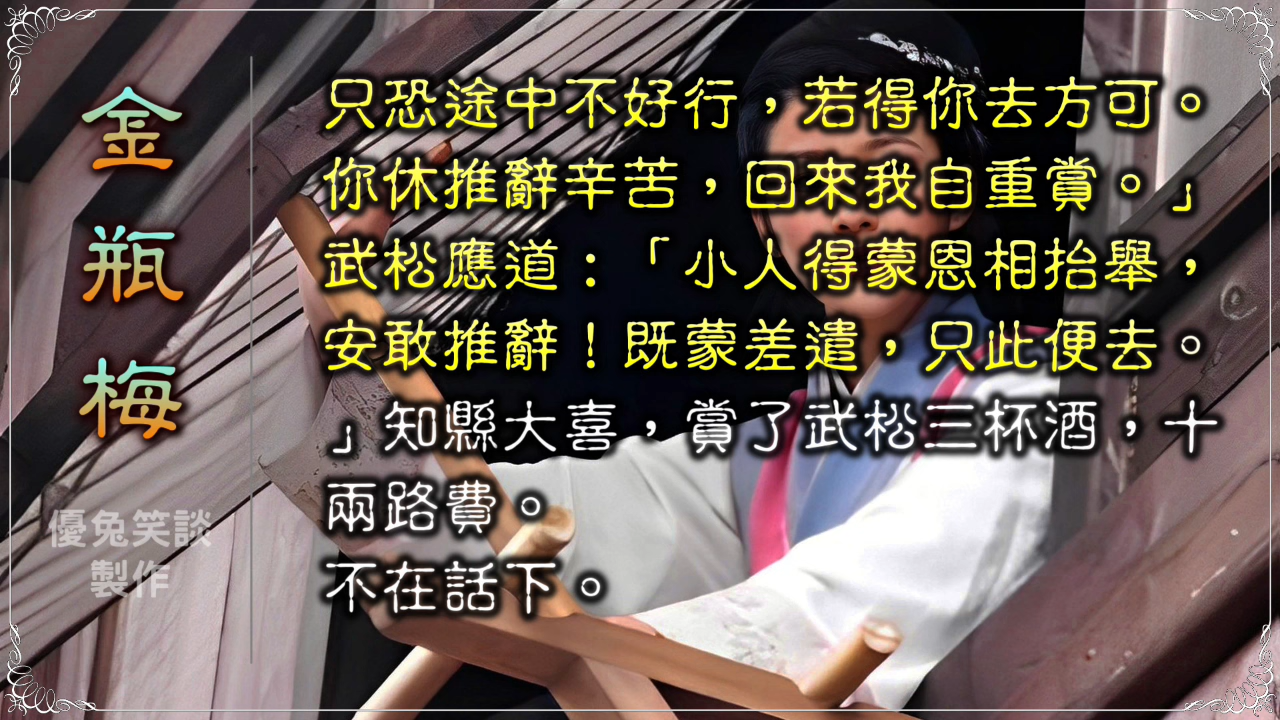 金瓶梅
優兔笑談
製作
只恐途中不好行，若得你去方可。
你休推辭辛苦，回來我自重賞。」
武松應道：「小人得蒙恩相抬舉，
安敢推辭！既蒙差遣，只此便去。
」知縣大喜，賞了武松三杯酒，十
兩路費。
不在話下。